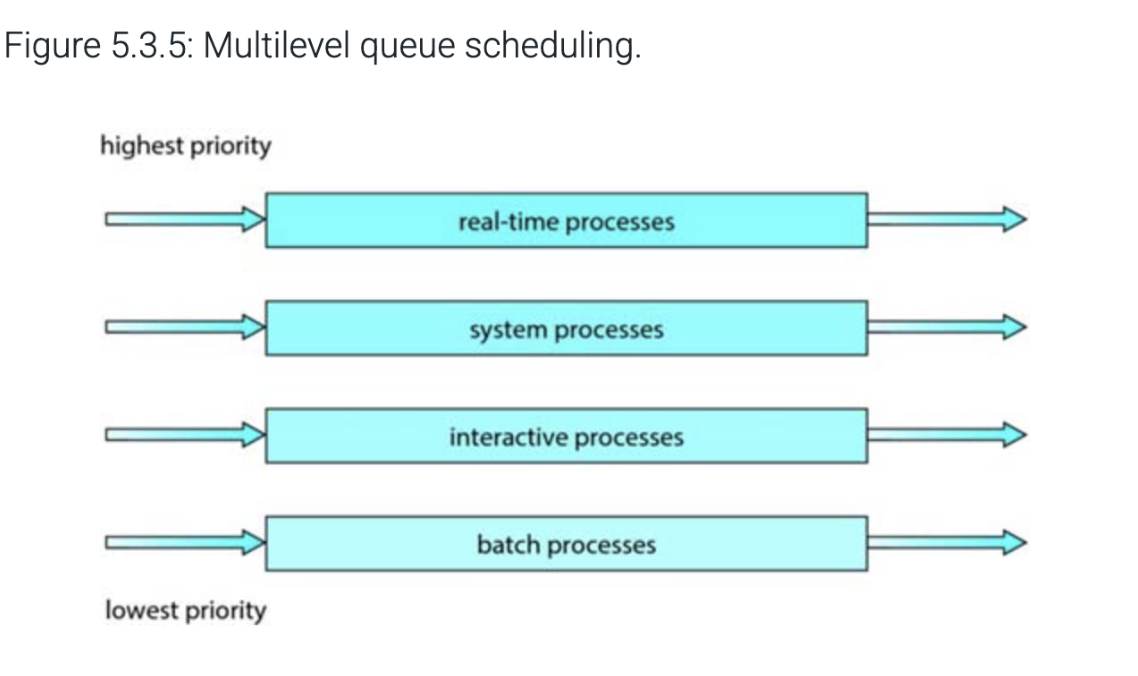 Figure 5.3.5: Multilevel queue scheduling.
highest priority
real-time processes
system processes
interactive processes
batch processes
lowest priority